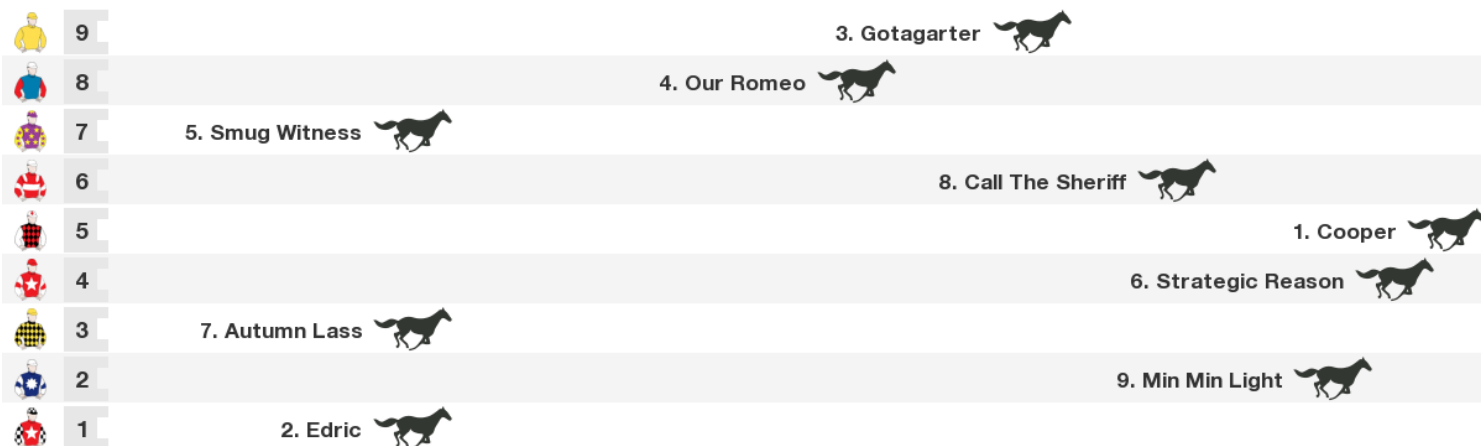 9 3. Gotagarter
8 4. Our Romeo
7 5. Smug Witness
6 8. Call The Sheriff
5 1. Cooper
4 6. Strategic Reason
3 7. Autumn Lass
2 9. Min Min Light
1 2. Edric